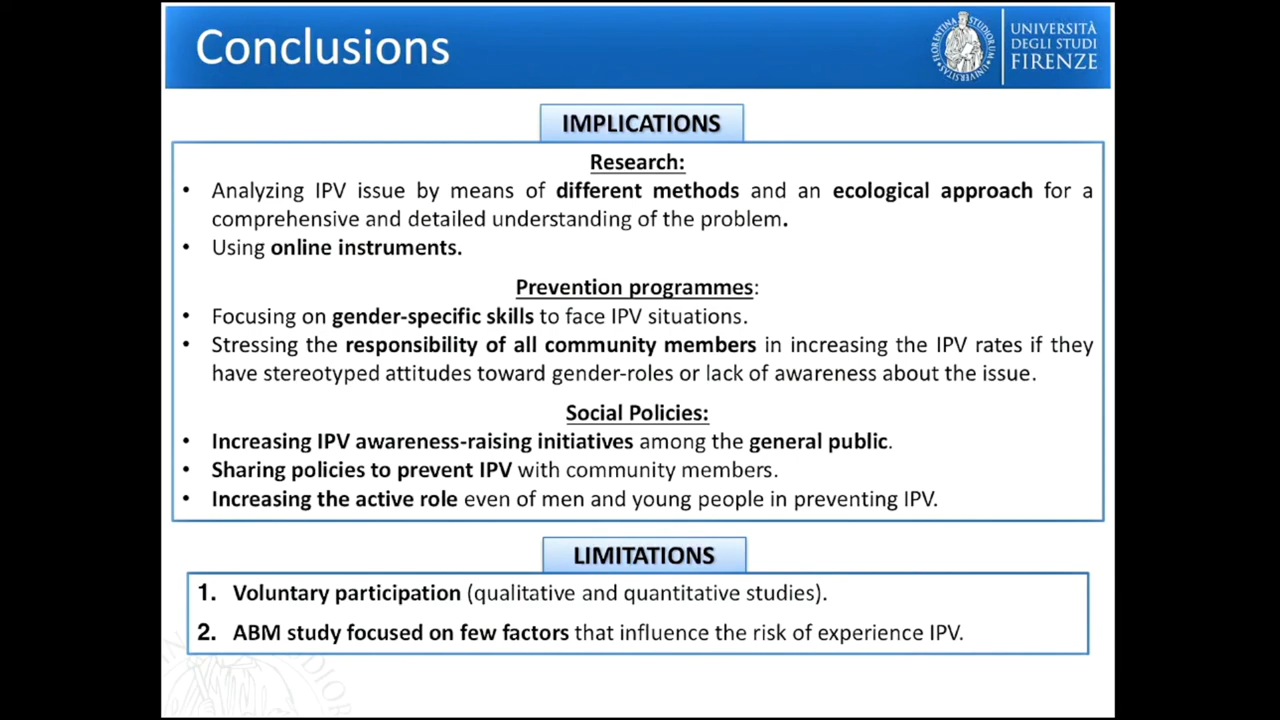 Conclusions
UNIVERSITÀ
DEGLI STUDI
FIRENZE
IMPLICATIONS
Research:
• Analyzing IPV issue by means of different methods and an ecological approach for a
comprehensive and detailed understanding of the problem.
• Using online instruments.
Prevention programmes:
• Focusing on gender-specific skills to face IPV situations.
• Stressing the responsibility of all community members in increasing the IPV rates if they
have stereotyped attitudes toward gender-roles or lack of awareness about the issue.
Social Policies:
• Increasing IPV awareness-raising initiatives among the general public.
• Sharing policies to prevent IPV with community members.
• Increasing the active role even of men and young people in preventing IPV.
LIMITATIONS
1. Voluntary participation (qualitative and quantitative studies).
2. ABM study focused on few factors that influence the risk of experience IPV.